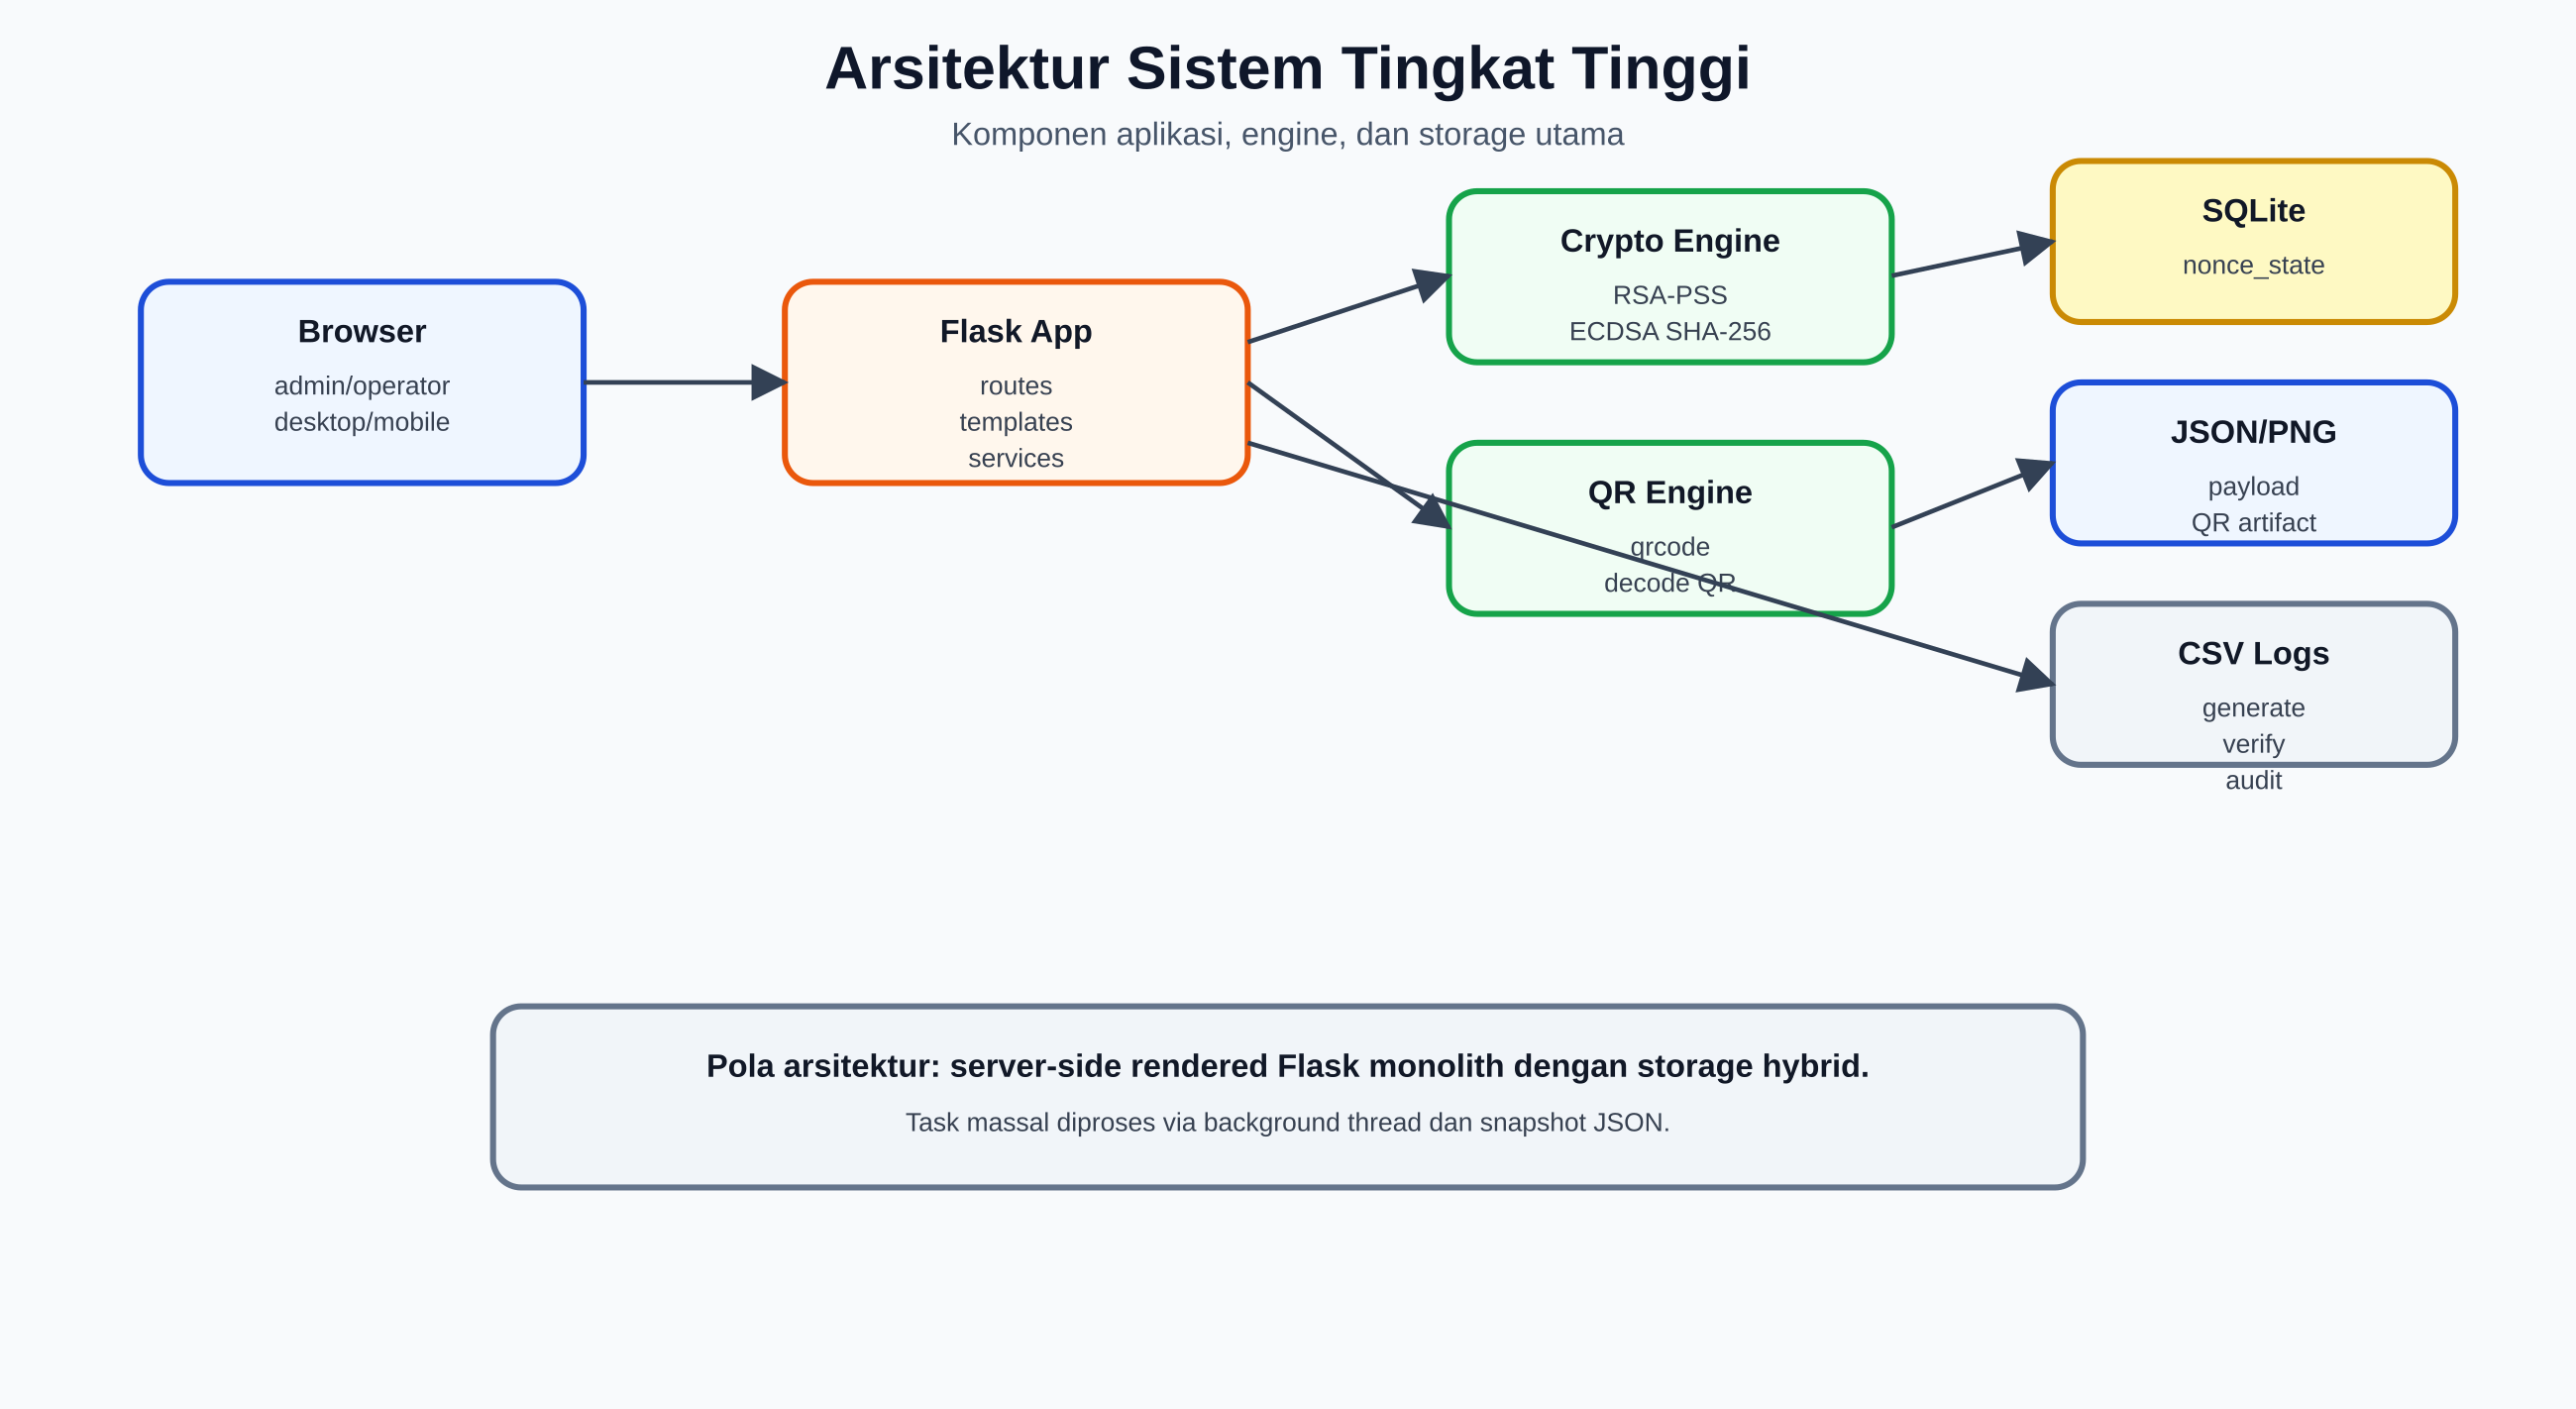 Arsitektur Sistem Tingkat Tinggi
Komponen aplikasi, engine, dan storage utama
Browser
admin/operator
desktop/mobile
Flask App
routes
templates
services
Crypto Engine
RSA-PSS
ECDSA SHA-256
QR Engine
qrcode
decode QR
SQLite
nonce_state
JSON/PNG
payload
QR artifact
CSV Logs
generate
verify
audit
Pola arsitektur: server-side rendered Flask monolith dengan storage hybrid.
Task massal diproses via background thread dan snapshot JSON.